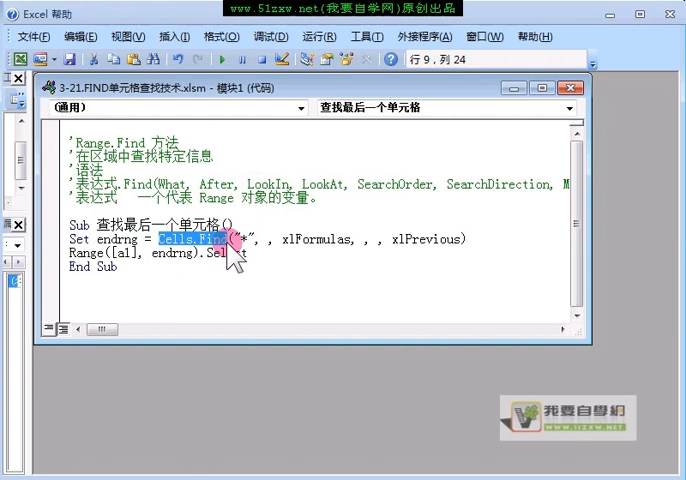 www.51zxw.net(我要自学网)原创出品
Excel 帮助
文件(F) 编辑(E) 视图(V) 插入(I) 格式(O) 调试(D) 运行(R) 工具(T) 外接程序(A) 窗口(W) 帮助(H)
行 9, 列 24
3-21.FIND单元格查找技术.xlsm - 模块1 (代码)
(通用) 查找最后一个单元格
'Range.Find 方法
'在区域中查找特定信息
'语法
'表达式.Find(What, After, LookIn, LookAt, SearchOrder, SearchDirection, M
'表达式 一个代表 Range 对象的变量。
Sub 查找最后一个单元格()
Set endrng = Cells.Find("*", , xlFormulas, , , xlPrevious)
Range([a1], endrng).Select
End Sub
我要自學網
www.51zxw.net